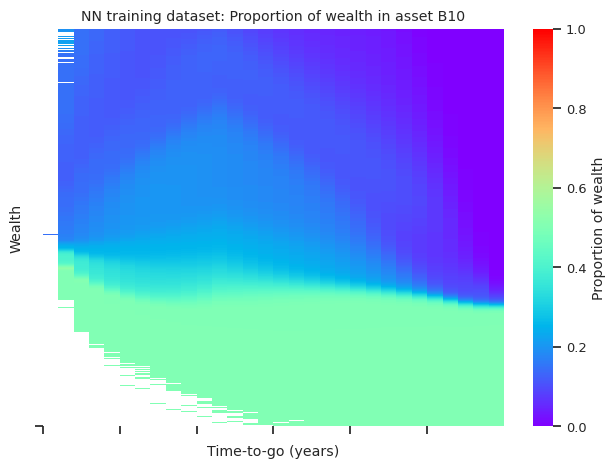 NN training dataset: Proportion of wealth in asset B10
1.0
0.8
0.6
0.4
0.2
0.0
Proportion of wealth
Wealth
Time-to-go (years)